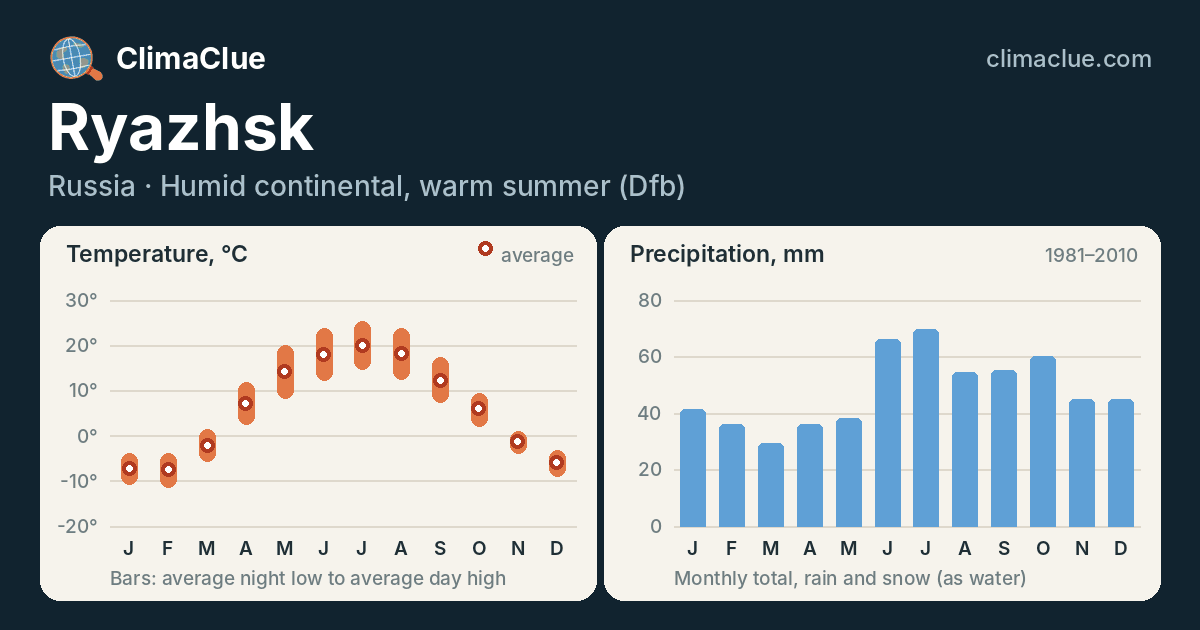 ClimaClue
climaclue.com
Ryazhsk
Russia · Humid continental, warm summer (Dfb)
Temperature, °C
average
30°
20°
10°
0°
-10°
-20°
J F M A M J J A S O N D
Bars: average night low to average day high
Precipitation, mm
1981–2010
80
60
40
20
0
J F M A M J J A S O N D
Monthly total, rain and snow (as water)